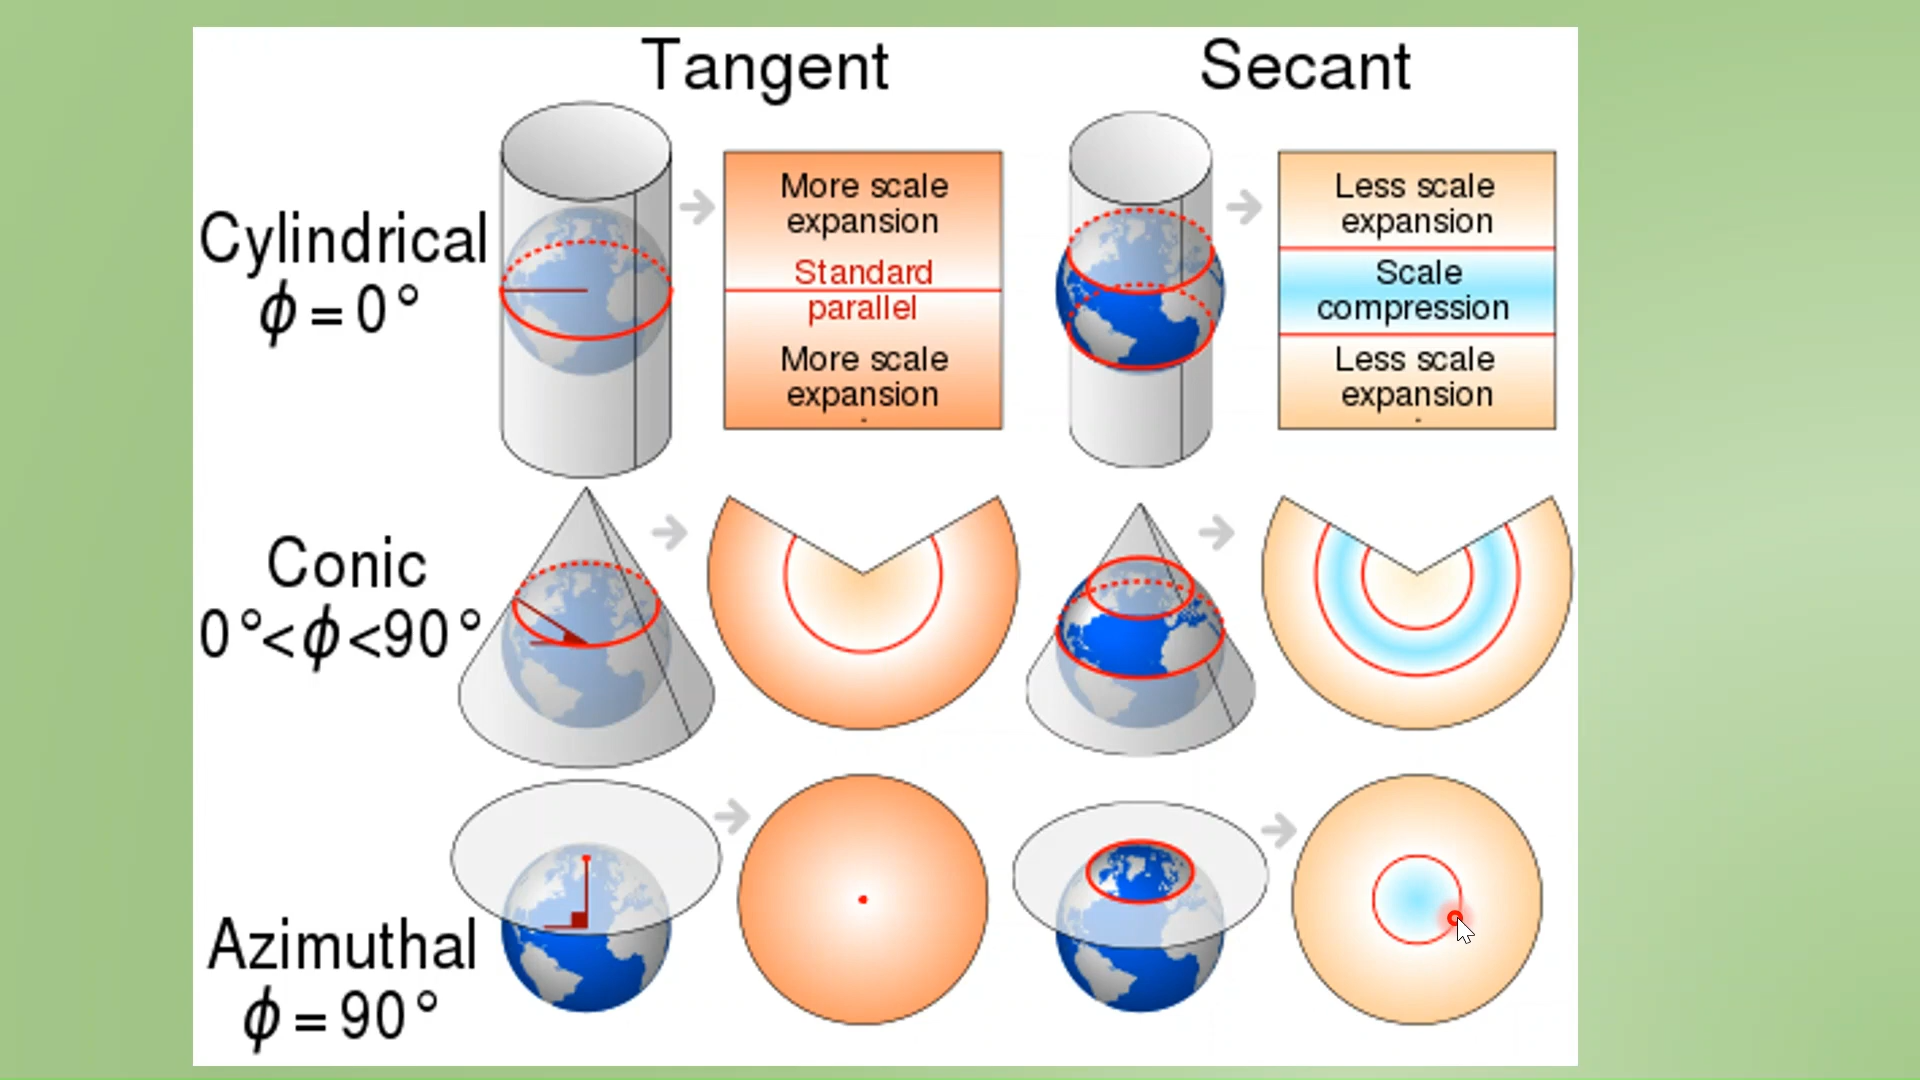 Tangent
Secant
Cylindrical
ϕ = 0°
More scale
expansion
Standard
parallel
More scale
expansion
Less scale
expansion
Scale
compression
Less scale
expansion
Conic
0°<ϕ<90°
Azimuthal
ϕ = 90°